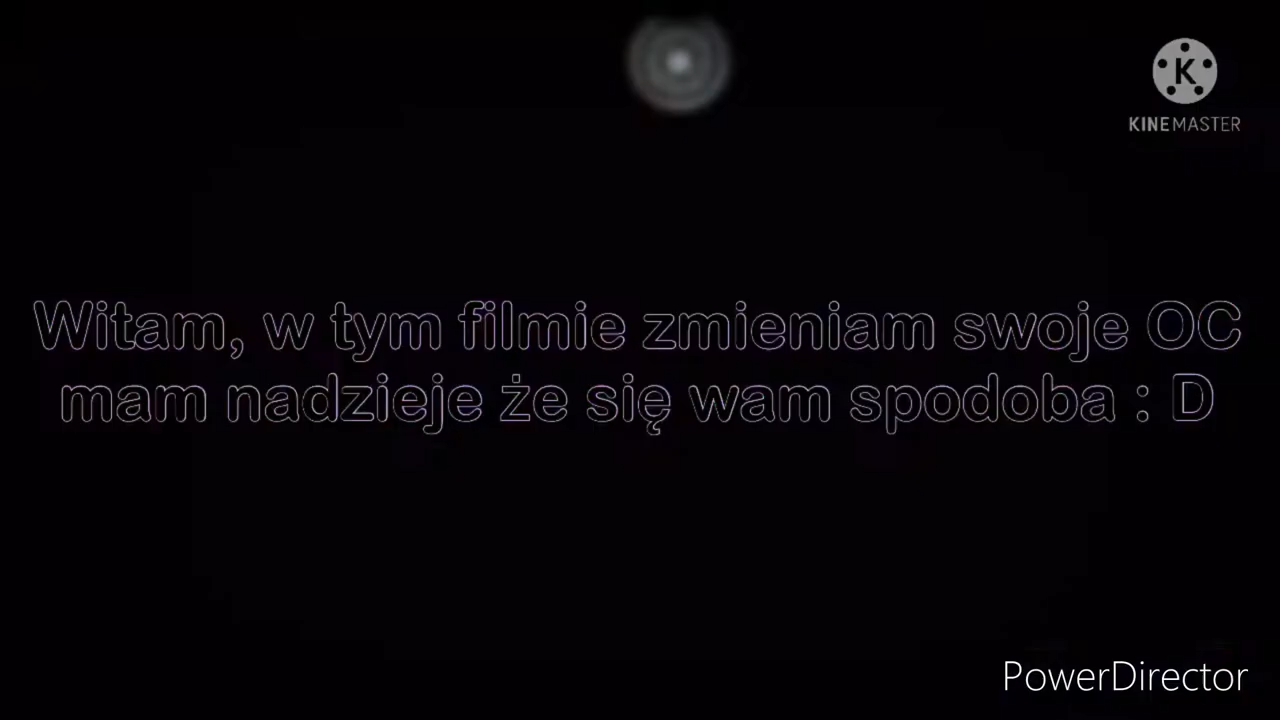 K
KINEMASTER
Witam, w tym filmie zmieniam swoje OC
mam nadzieje że się wam spodoba : D
PowerDirector